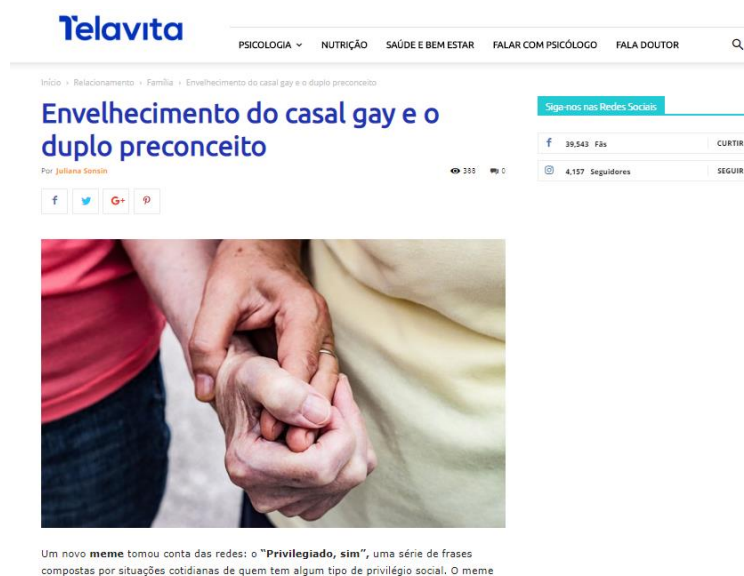 Telavita
PSICOLOGIA NUTRIÇÃO SAÚDE E BEM ESTAR FALAR COM PSICÓLOGO FALA DOUTOR
Início › Relacionamento › Família › Envelhecimento do casal gay e o duplo preconceito
Envelhecimento do casal gay e o
duplo preconceito
Por Juliana Sonsin 388 0
f G+
Siga-nos nas Redes Sociais
f 39,543 Fãs CURTIR
4,157 Seguidores SEGUIR
Um novo meme tomou conta das redes: o "Privilegiado, sim", uma série de frases
compostas por situações cotidianas de quem tem algum tipo de privilégio social. O meme